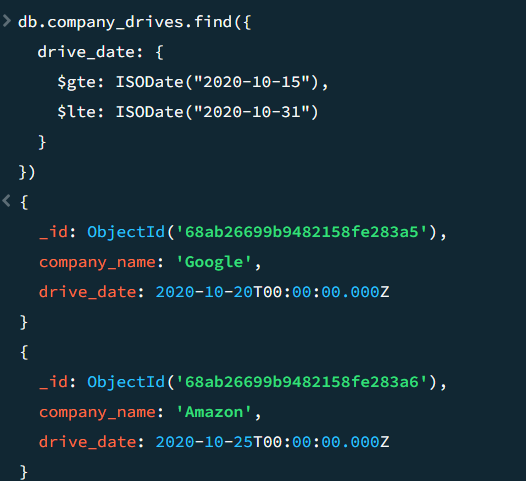 db.company_drives.find({
drive_date: {
$gte: ISODate("2020-10-15"),
$lte: ISODate("2020-10-31")
}
})
{
_id: ObjectId('68ab26699b9482158fe283a5'),
company_name: 'Google',
drive_date: 2020-10-20T00:00:00.000Z
}
{
_id: ObjectId('68ab26699b9482158fe283a6'),
company_name: 'Amazon',
drive_date: 2020-10-25T00:00:00.000Z
}